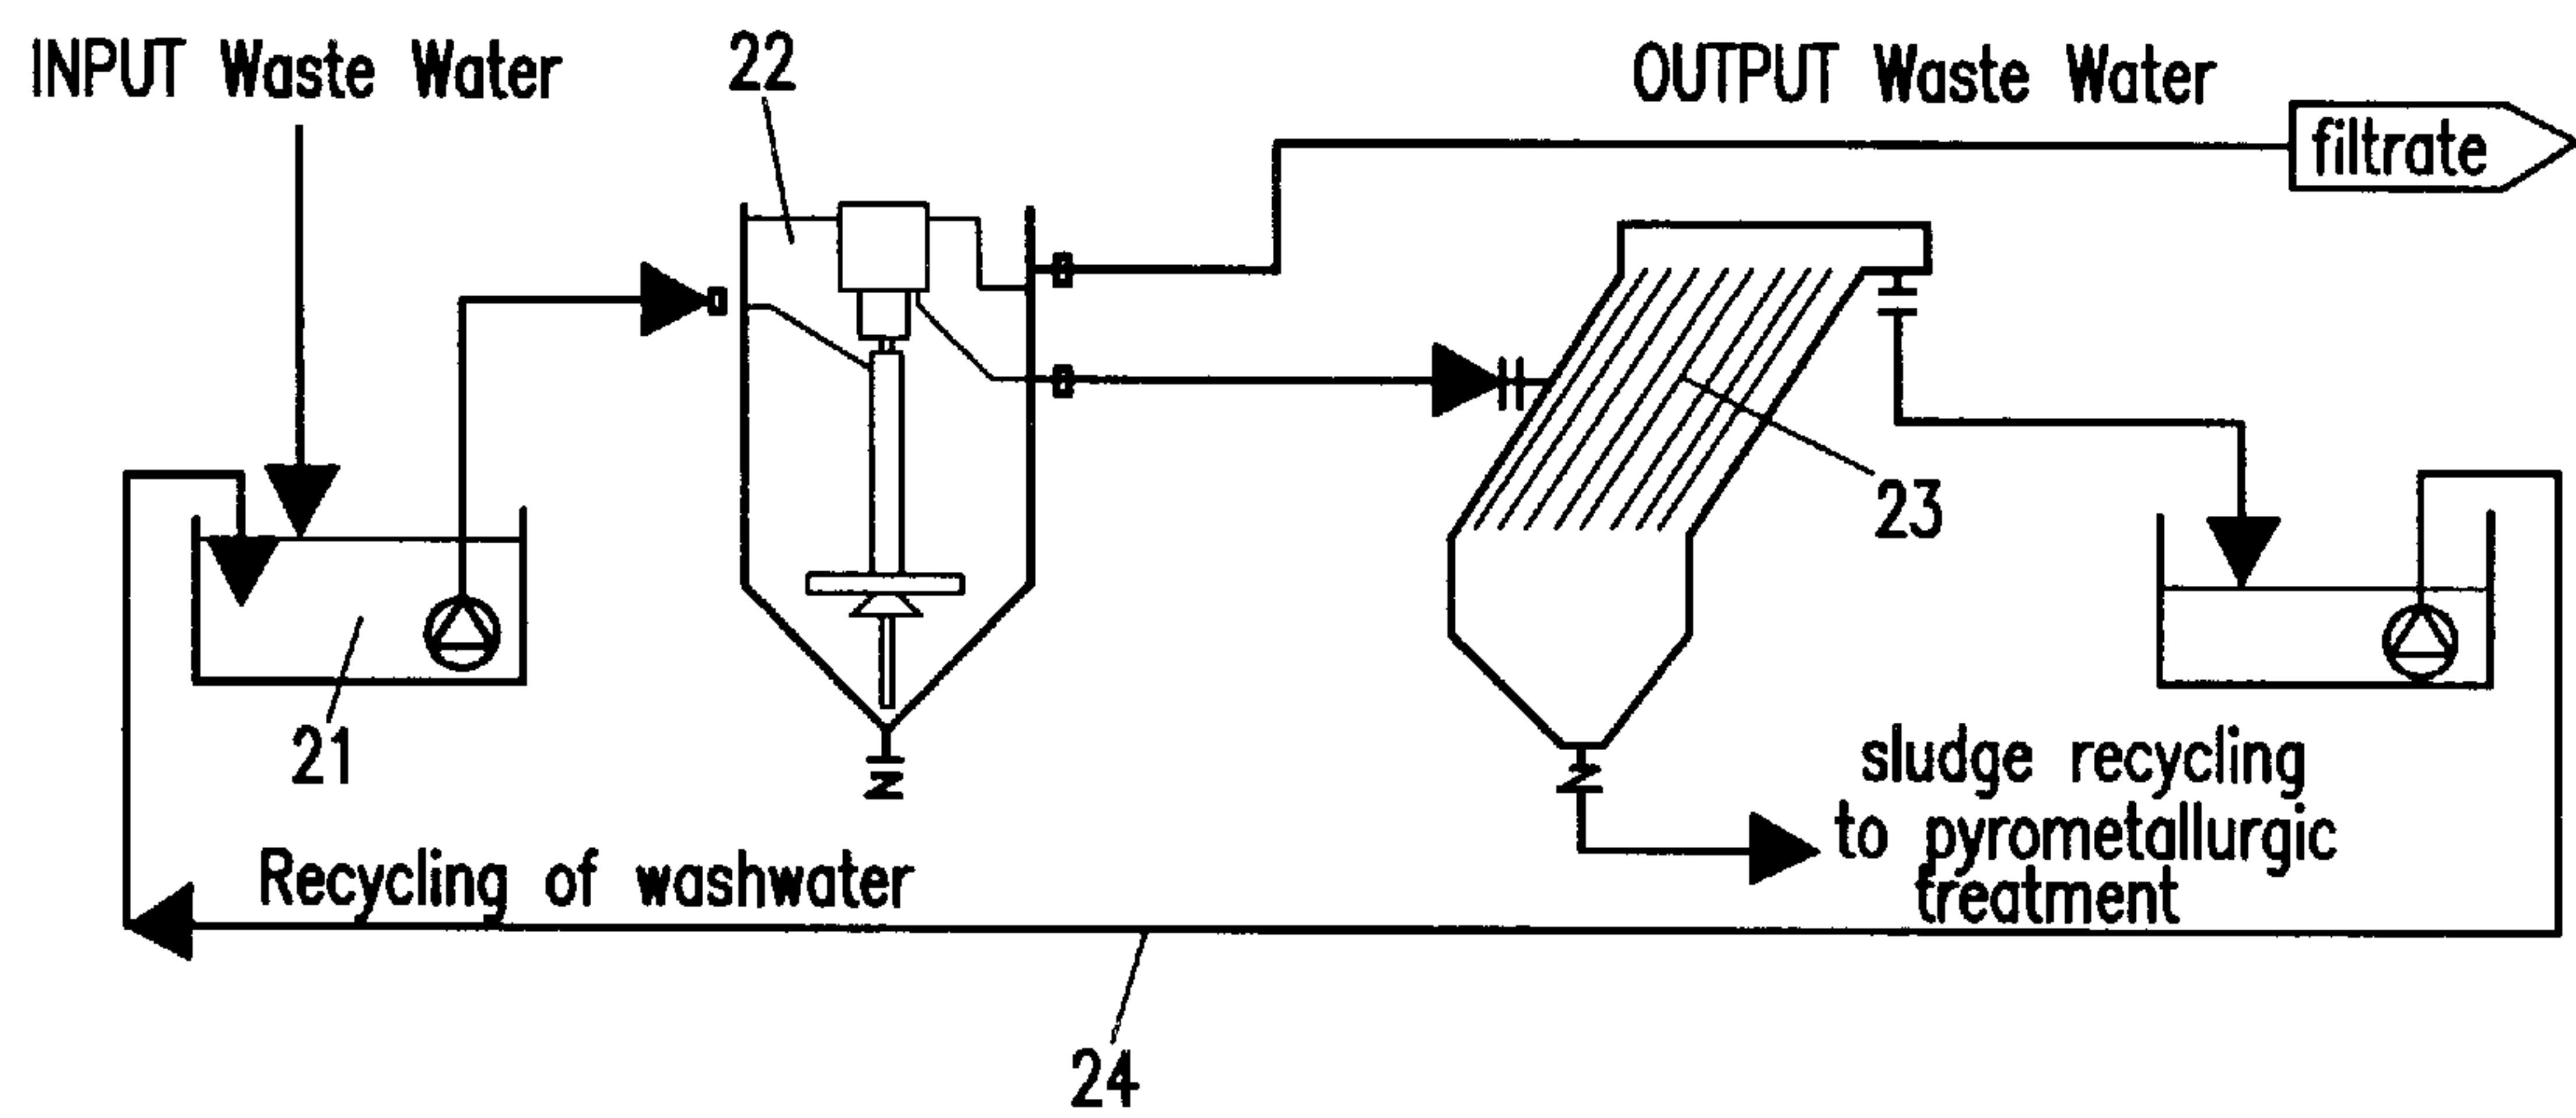 INPUT Waste Water
22
OUTPUT Waste Water
filtrate
23
21
sludge recycling
to pyrometallurgic
treatment
Recycling of washwater
24